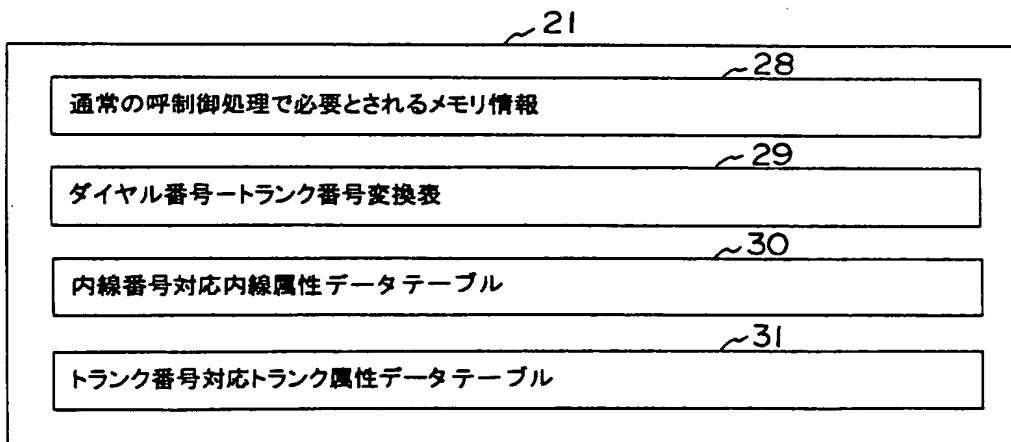 21
28
通常の呼制御処理で必要とされるメモリ情報
29
ダイヤル番号ートランク番号変換表
30
内線番号対応内線属性データテーブル
31
トランク番号対応トランク属性データテーブル